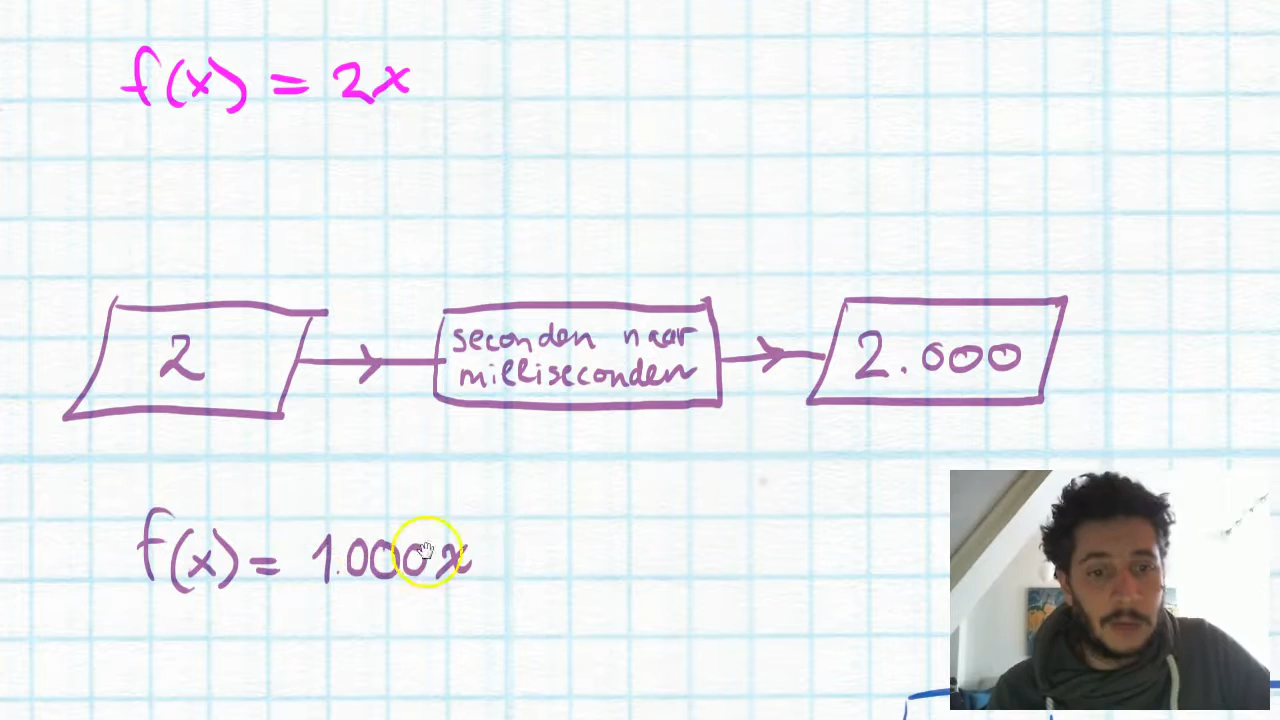 f(x) = 2x
2
seconden naar
milliseconden
2.000
f(x) = 1.000x